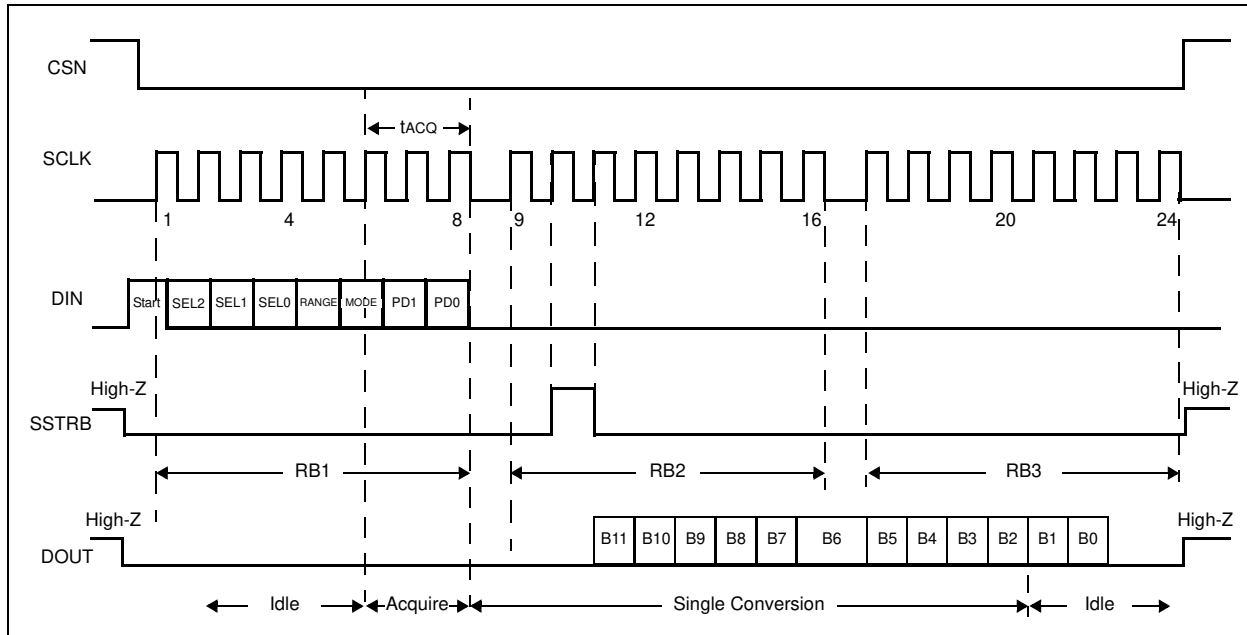 CSN
tACQ
SCLK
1 4 8 9 12 16 20 24
DIN
Start SEL2 SEL1 SEL0 RANGE MODE PD1 PD0
High-Z High-Z
SSTRB
RB1 RB2 RB3
High-Z High-Z
DOUT
B11 B10 B9 B8 B7 B6 B5 B4 B3 B2 B1 B0
Idle Acquire Single Conversion Idle